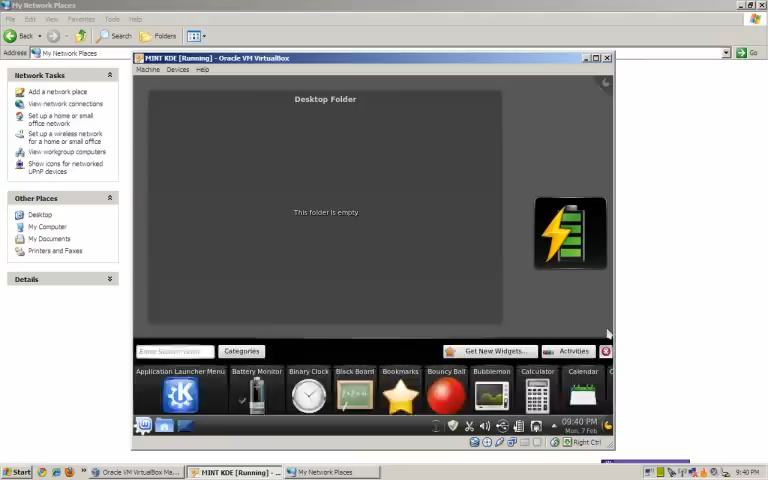 My Network Places
File Edit View Favorites Tools Help
Back Search Folders
Address My Network Places Go
Network Tasks
Add a network place
View network connections
Set up a home or small
office network
Set up a wireless network
for a home or small office
View workgroup computers
Show icons for networked
UPnP devices
Other Places
Desktop
My Computer
My Documents
Printers and Faxes
Details
MINT KDE [Running] - Oracle VM VirtualBox
Machine Devices Help
Desktop Folder
This folder is empty.
Enter Search Term Categories Get New Widgets... Activities
Application Launcher Menu Battery Monitor Binary Clock Black Board Bookmarks Bouncy Ball Bubblemon Calculator Calendar
09:40 PM
Mon, 7 Feb
Right Ctrl
Start Oracle VM VirtualBox Ma... MINT KDE [Running] - ... My Network Places 9:40 PM